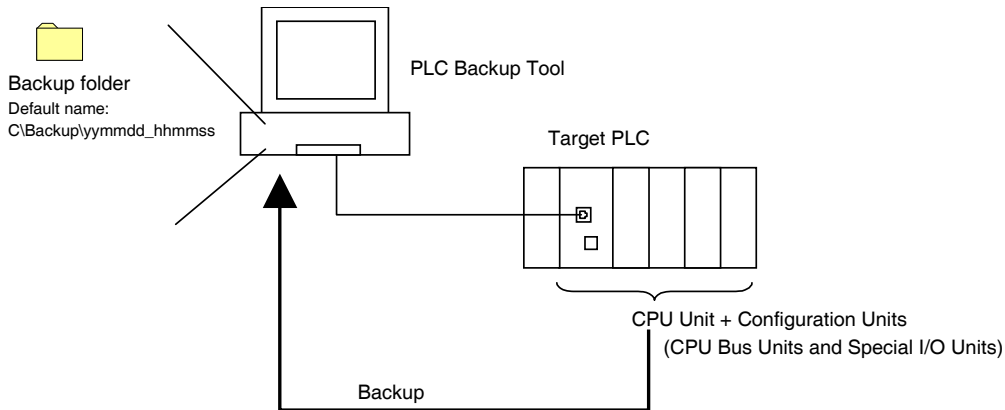 Backup folder
Default name:
C\Backup\yymmdd_hhmmss
PLC Backup Tool
Target PLC
CPU Unit + Configuration Units
(CPU Bus Units and Special I/O Units)
Backup